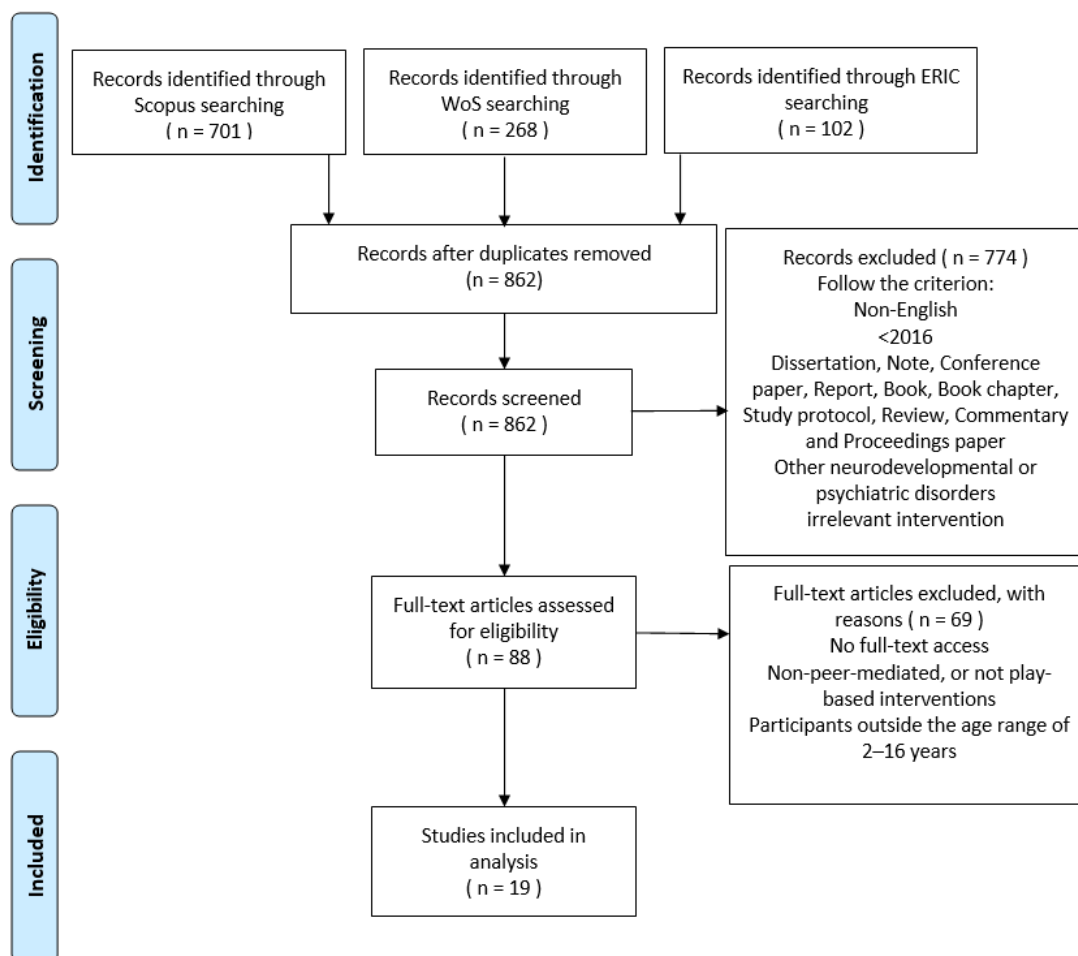 Identification
Records identified through
Scopus searching
( n = 701 )
Records identified through
WoS searching
( n = 268 )
Records identified through ERIC
searching
( n = 102 )
Records after duplicates removed
(n = 862)
Screening
Records screened
( n = 862 )
Records excluded ( n = 774 )
Follow the criterion:
Non-English
<2016
Dissertation, Note, Conference
paper, Report, Book, Book chapter,
Study protocol, Review, Commentary
and Proceedings paper
Other neurodevelopmental or
psychiatric disorders
irrelevant intervention
Eligibility
Full-text articles assessed
for eligibility
( n = 88 )
Full-text articles excluded, with
reasons ( n = 69 )
No full-text access
Non-peer-mediated, or not play-
based interventions
Participants outside the age range of
2–16 years
Included
Studies included in
analysis
( n = 19 )